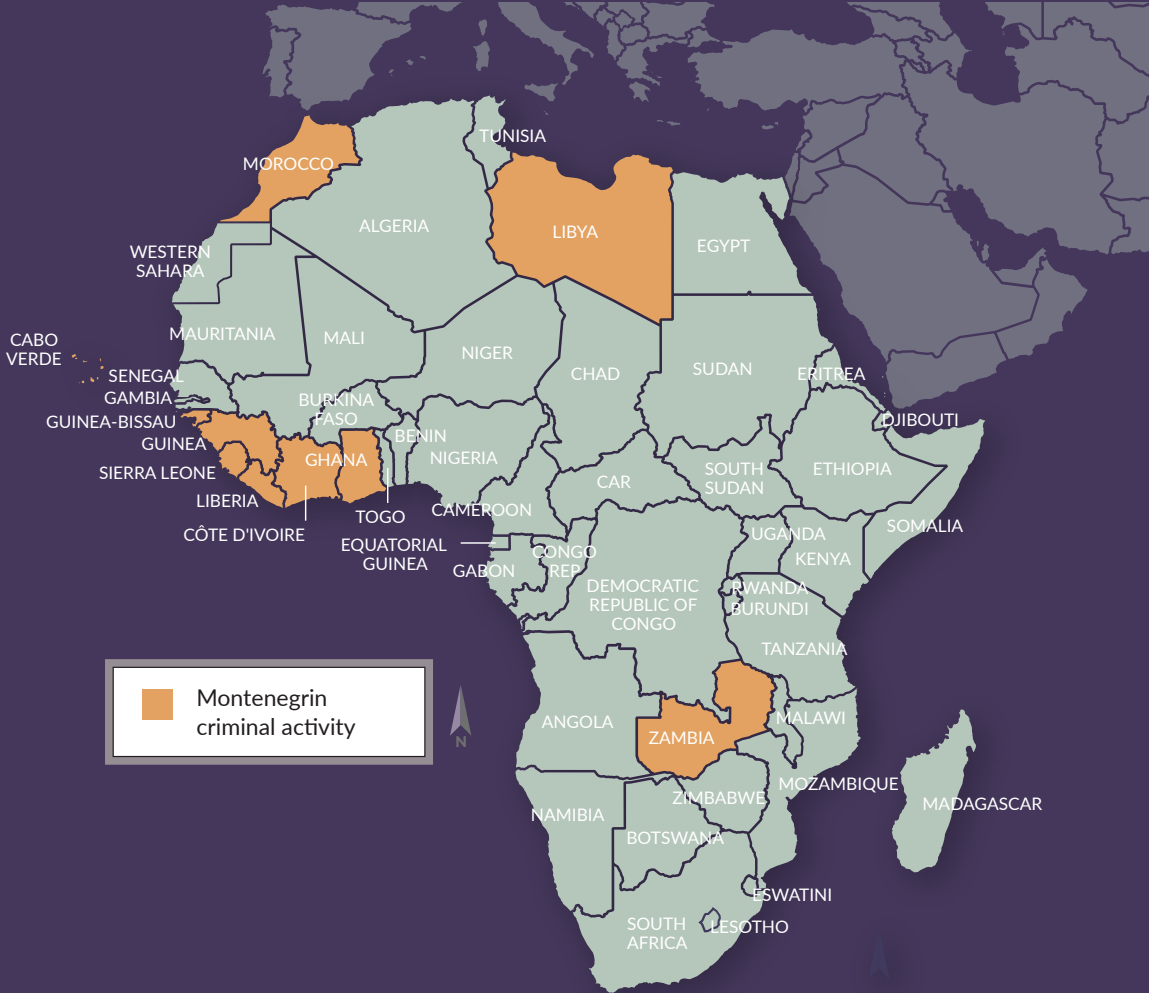 TUNISIA
MOROCCO
ALGERIA
LIBYA
EGYPT
WESTERN
SAHARA
MAURITANIA
MALI
NIGER
CHAD
SUDAN
ERITREA
CABO
VERDE
SENEGAL
GAMBIA
GUINEA-BISSAU
GUINEA
SIERRA LEONE
LIBERIA
CÔTE D'IVOIRE
BURKINA
FASO
GHANA
BENIN
TOGO
NIGERIA
CAMEROON
CAR
SOUTH
SUDAN
ETHIOPIA
DJIBOUTI
SOMALIA
EQUATORIAL
GUINEA
GABON
CONGO
REP
DEMOCRATIC
REPUBLIC OF
CONGO
UGANDA
KENYA
RWANDA
BURUNDI
TANZANIA
ANGOLA
ZAMBIA
MALAWI
MOZAMBIQUE
ZIMBABWE
MADAGASCAR
NAMIBIA
BOTSWANA
ESWATINI
SOUTH
AFRICA
LESOTHO
Montenegrin
criminal activity
N